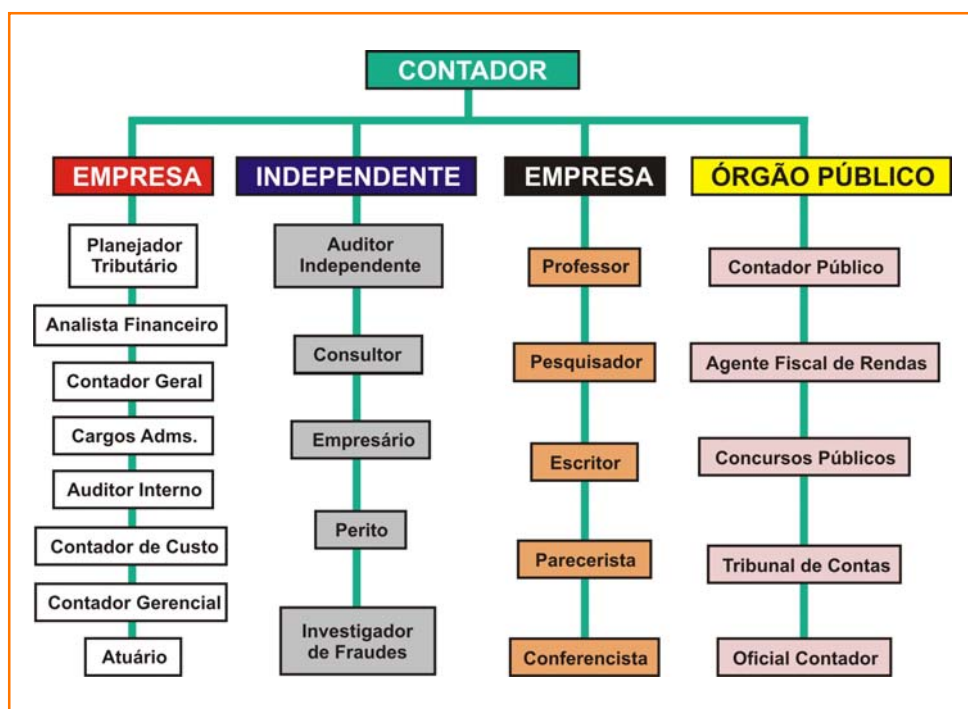 CONTADOR
EMPRESA
INDEPENDENTE
EMPRESA
ÓRGÃO PÚBLICO
Planejador
Tributário
Analista Financeiro
Contador Geral
Cargos Adms.
Auditor Interno
Contador de Custo
Contador Gerencial
Atuário
Auditor
Independente
Consultor
Empresário
Perito
Investigador
de Fraudes
Professor
Pesquisador
Escritor
Parecerista
Conferencista
Contador Público
Agente Fiscal de Rendas
Concursos Públicos
Tribunal de Contas
Oficial Contador